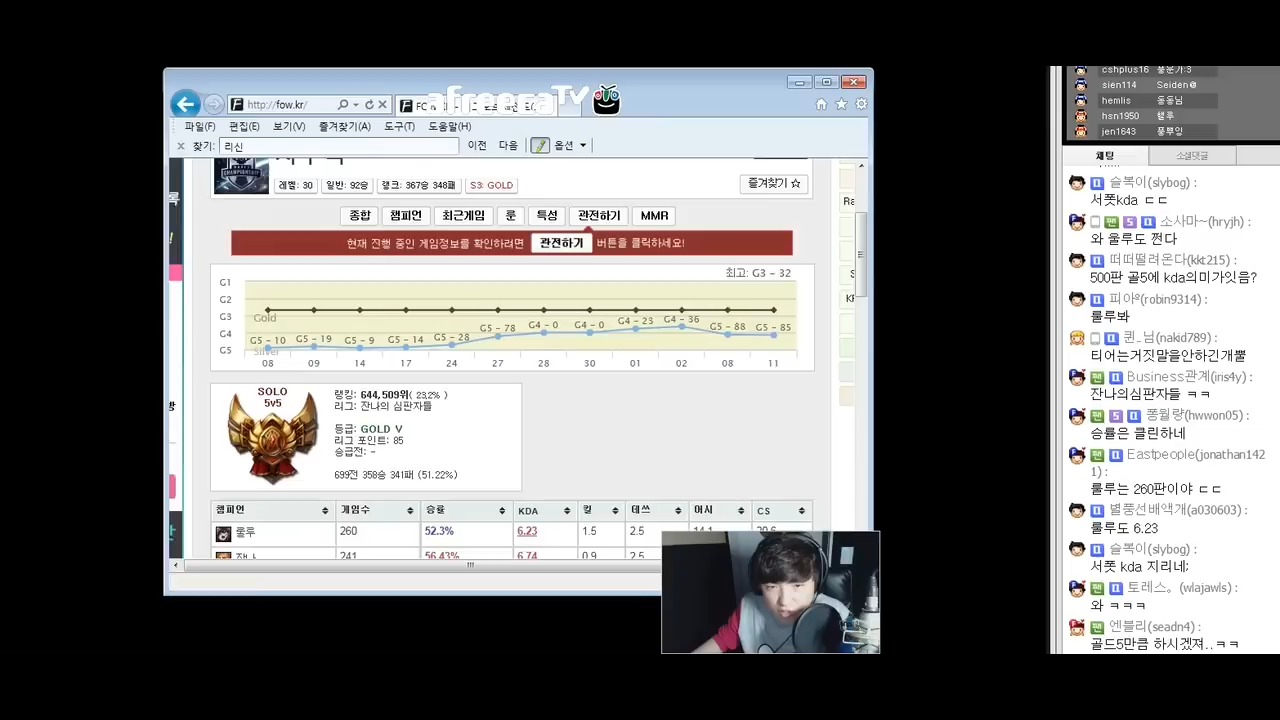 afreecaTV
http://fow.kr/
파일(F) 편집(E) 보기(V) 즐겨찾기(A) 도구(T) 도움말(H)
찾기: 리신 이전 다음 옵션
레벨: 30 일반: 92승 랭크: 367승 348패 S3: GOLD
즐겨찾기 ☆
종합 챔피언 최근게임 룬 특성 관전하기 MMR
현재 진행 중인 게임정보를 확인하려면 관전하기 버튼을 클릭하세요!
최고: G3 - 32
G1
G2
G3
G4
G5
Gold
Silver
G5 - 10 G5 - 19 G5 - 9 G5 - 14 G5 - 28 G5 - 78 G4 - 0 G4 - 0 G4 - 23 G4 - 36 G5 - 88 G5 - 85
08 09 14 17 24 27 28 30 01 02 08 11
SOLO
5v5
랭킹: 644,509위( 23.2% )
리그: 잔나의 심판자들
등급: GOLD V
리그 포인트: 85
승급전: -
699전 358승 341패 (51.22%)
챔피언 게임수 승률 KDA 킬 데쓰 어시 CS
룰루 260 52.3% 6.23 1.5 2.5
241 56.43% 6.74 0.9 2.5
cshplus16 풍운가:3
sien114 Seiden@
hemlis 동동님
hsn1950 햄루
jen1643 풍뿌잉
채팅 소셜댓글
슬복이(slybog) :
서폿kda ㄷㄷ
소사마~(hryjh) :
와 울루도 쩐다
떠떠떨려온다(kkt215) :
500판 골5에 kda의미가잇음?
피아º(robin9314) :
룰루봐
퀸_님(nakid789) :
티어는거짓말을안하긴개뿔
Business관계(iris4y) :
잔나의심판자들 ㅋㅋ
퐁월량(hwwon05) :
승률은 클린하네
Eastpeople(jonathan142
1) :
룰루는 260판이야 ㄷㄷ
별풍선배액개(a030603) :
룰루도 6.23
슬복이(slybog) :
서폿 kda 지리네;
토레스。(wlajawls) :
와 ㅋㅋㅋ
엔블리(seadn4) :
골드5만큼 하시겠져..ㅋㅋ